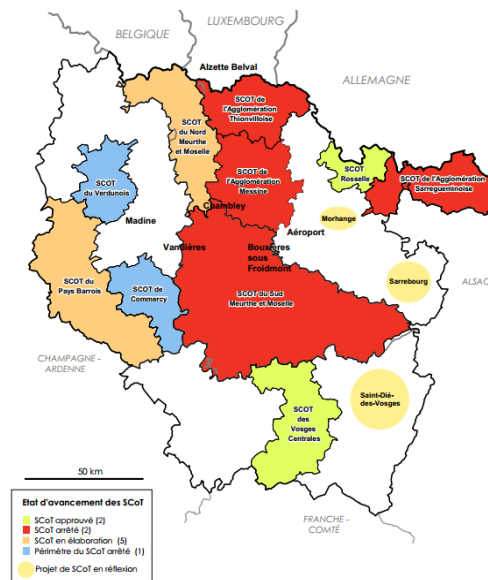 LUXEMBOURG
BELGIQUE
Alzette Belval
ALLEMAGNE
SCOT de
l'Agglomération
Thionvilloise
SCOT
du Nord
Meurthe
et Moselle
SCOT
Rosselle
SCOT de l'Agglomération
Sarregueminoise
SCOT de
l'Agglomération
Messine
SCOT
du Verdunois
Chambley
Morhange
Madine
Aéroport
Vandières
Bouxières
sous
Froidmont
SCOT du
Pays Barrois
SCOT de
Commercy
SCOT du Sud
Meurthe et Moselle
Sarrebourg
ALSAC
CHAMPAGNE -
ARDENNE
SCOT
des
Vosges
Centrales
Saint-Dié-
des-Vosges
50 km
Etat d'avancement des SCoT
SCoT approuvé (2)
SCoT arrêté (2)
SCoT en élaboration (5)
Périmètre du SCoT arrêté (1)
Projet de SCoT en réflexion
FRANCHE -
COMTÉ